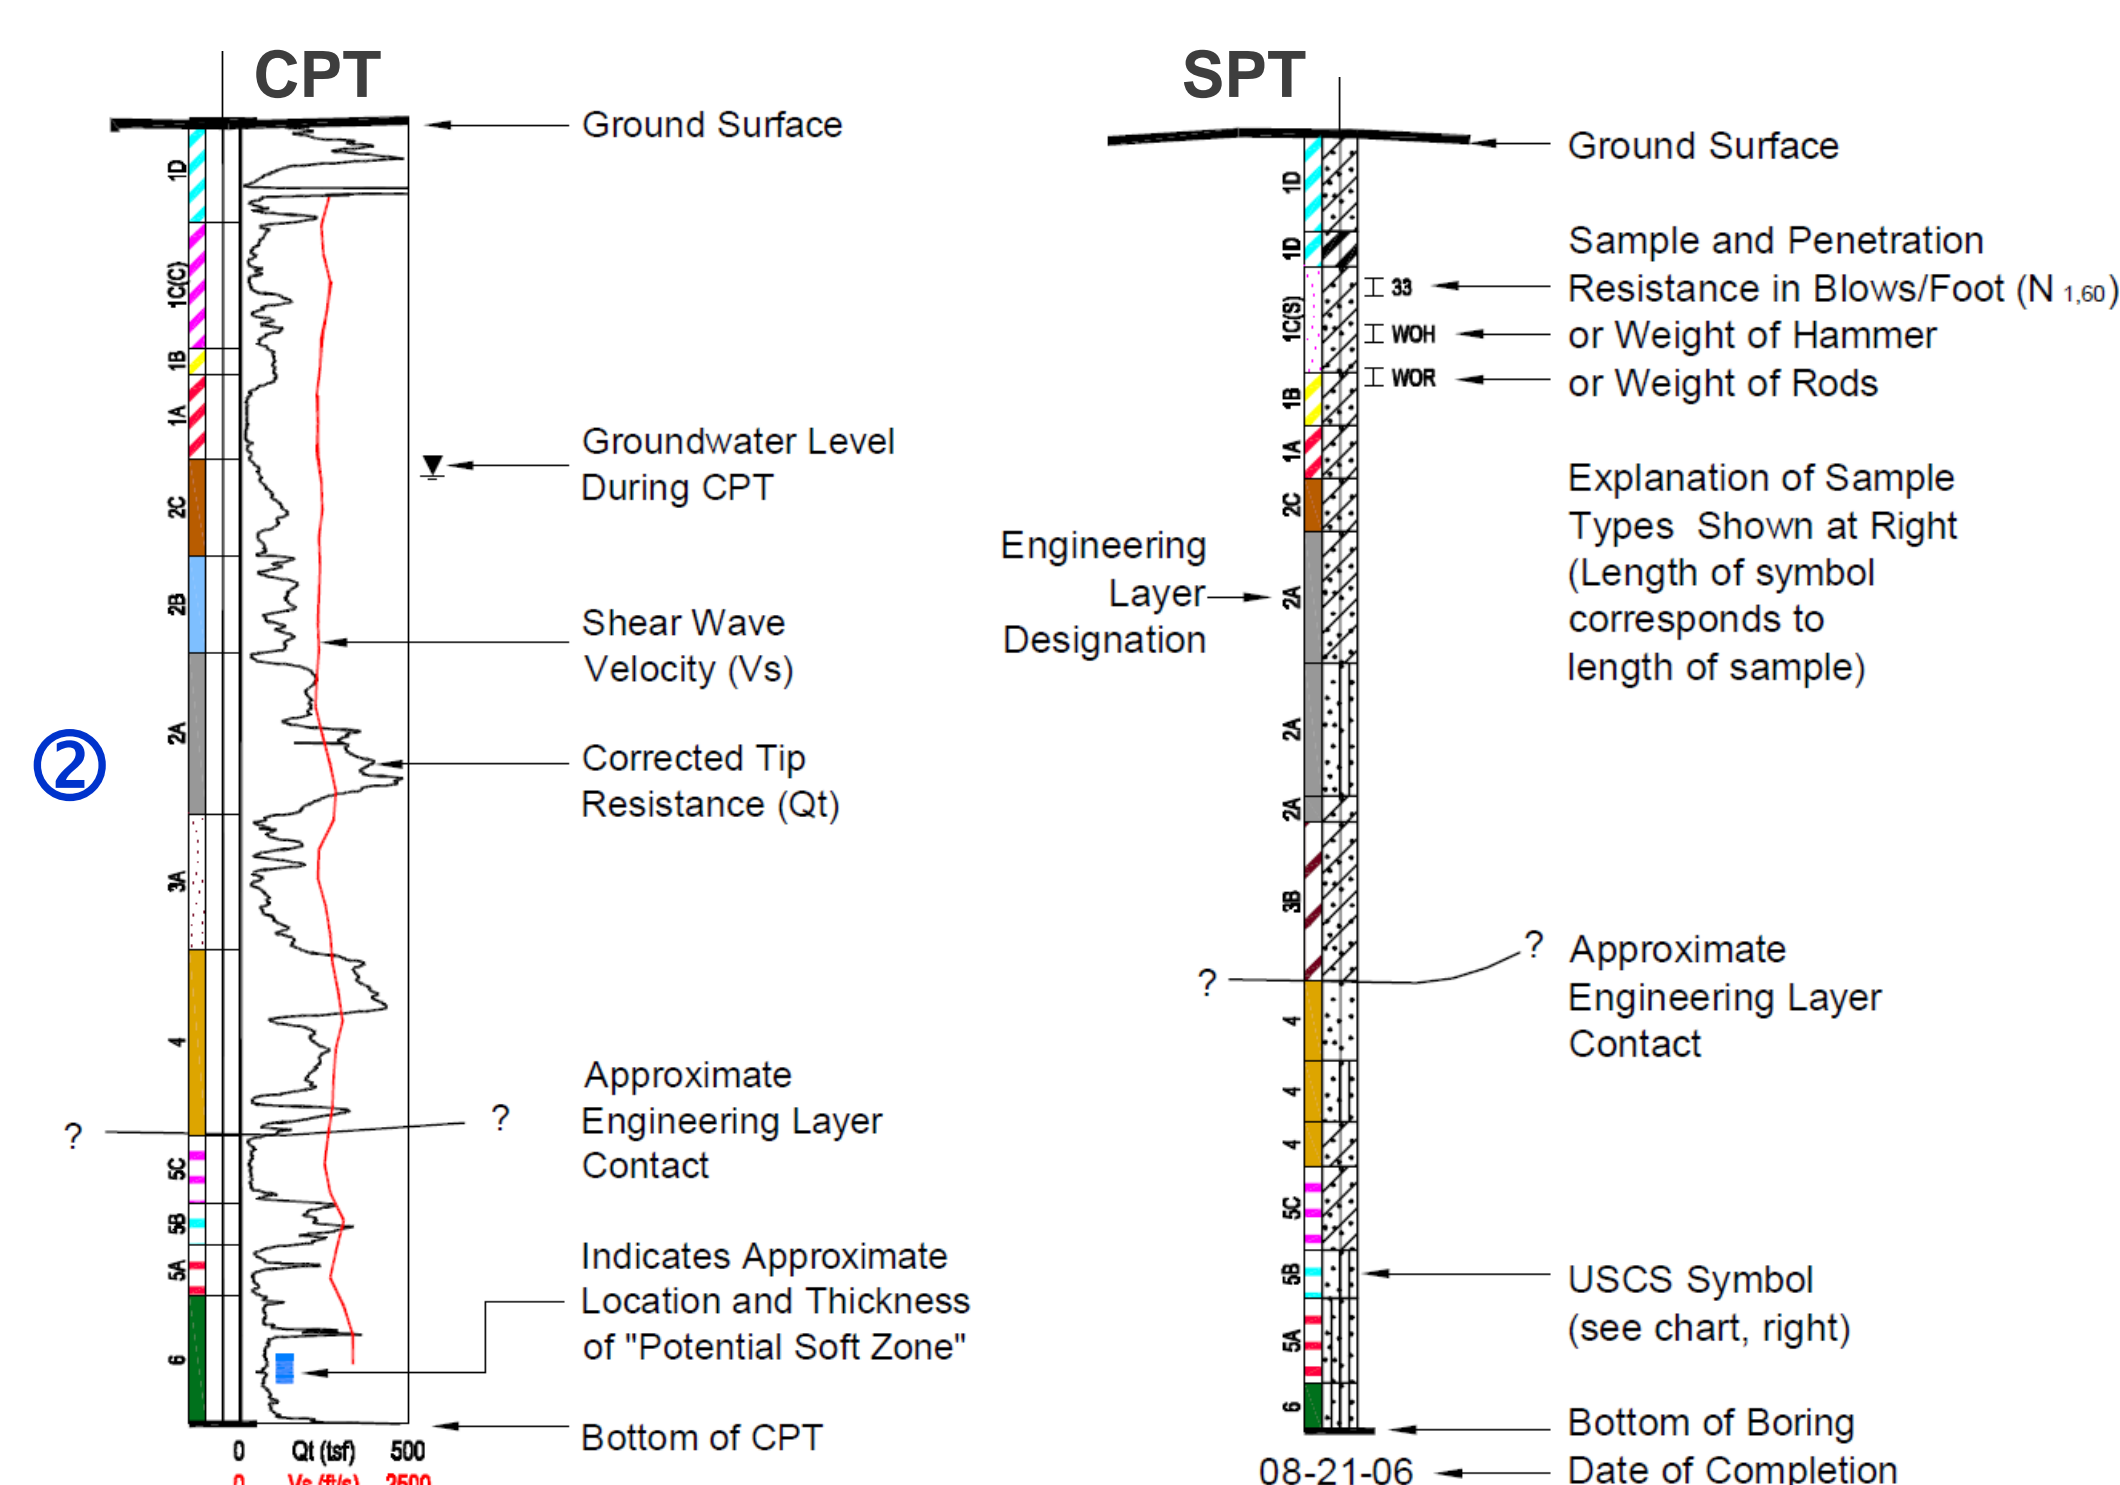 CPT
Ground Surface
1D
1C(C)
1B
1A
2C
2B
2A
3A
4
5C
5B
5A
6
Groundwater Level
During CPT
Shear Wave
Velocity (Vs)
②
Corrected Tip
Resistance (Qt)
Approximate
Engineering Layer
Contact
?
?
Indicates Approximate
Location and Thickness
of "Potential Soft Zone"
Bottom of CPT
0 Qt (tsf) 500
0 Vs (ft/s) 2500
SPT
Ground Surface
1D
1D
1C(S)
1B
1A
2C
2A
2A
2A
3B
4
4
4
5C
5B
5A
6
33
WOH
WOR
Sample and Penetration
Resistance in Blows/Foot (N 1,60)
or Weight of Hammer
or Weight of Rods
Explanation of Sample
Types Shown at Right
(Length of symbol
corresponds to
length of sample)
Engineering
Layer
Designation
?
?
Approximate
Engineering Layer
Contact
USCS Symbol
(see chart, right)
Bottom of Boring
08-21-06
Date of Completion